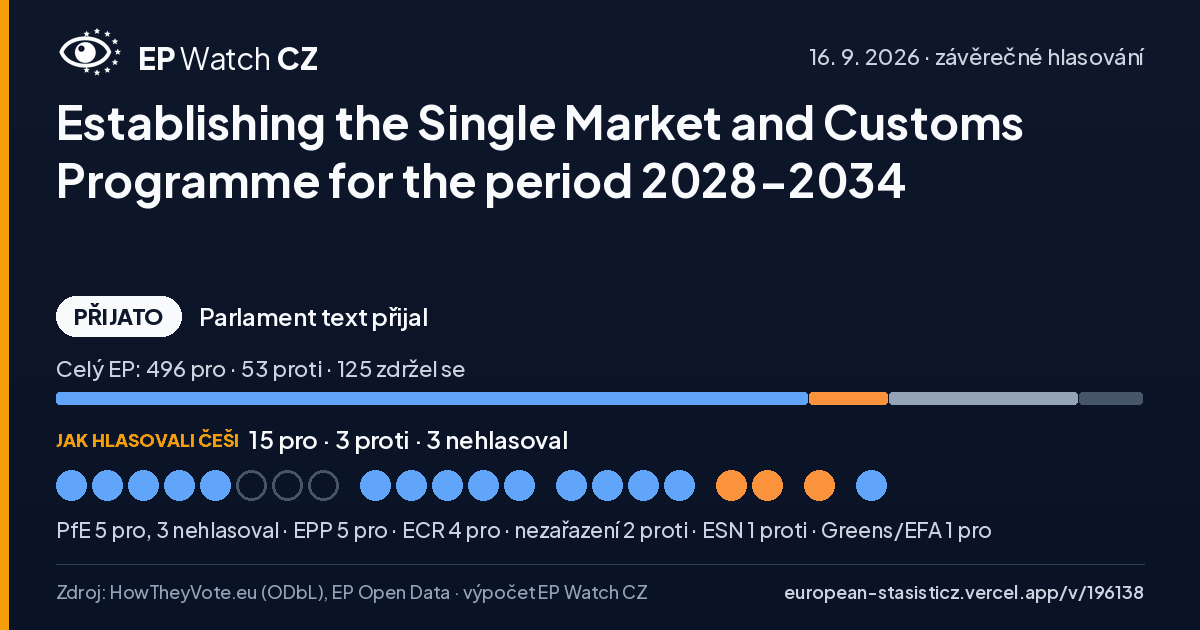 EP Watch CZ
16. 9. 2026 · závěrečné hlasování
Establishing the Single Market and Customs
Programme for the period 2028–2034
PŘIJATO Parlament text přijal
Celý EP: 496 pro · 53 proti · 125 zdržel se
JAK HLASOVALI ČEŠI 15 pro · 3 proti · 3 nehlasoval
PfE 5 pro, 3 nehlasoval · EPP 5 pro · ECR 4 pro · nezařazení 2 proti · ESN 1 proti · Greens/EFA 1 pro
Zdroj: HowTheyVote.eu (ODbL), EP Open Data · výpočet EP Watch CZ
european-stasisticz.vercel.app/v/196138